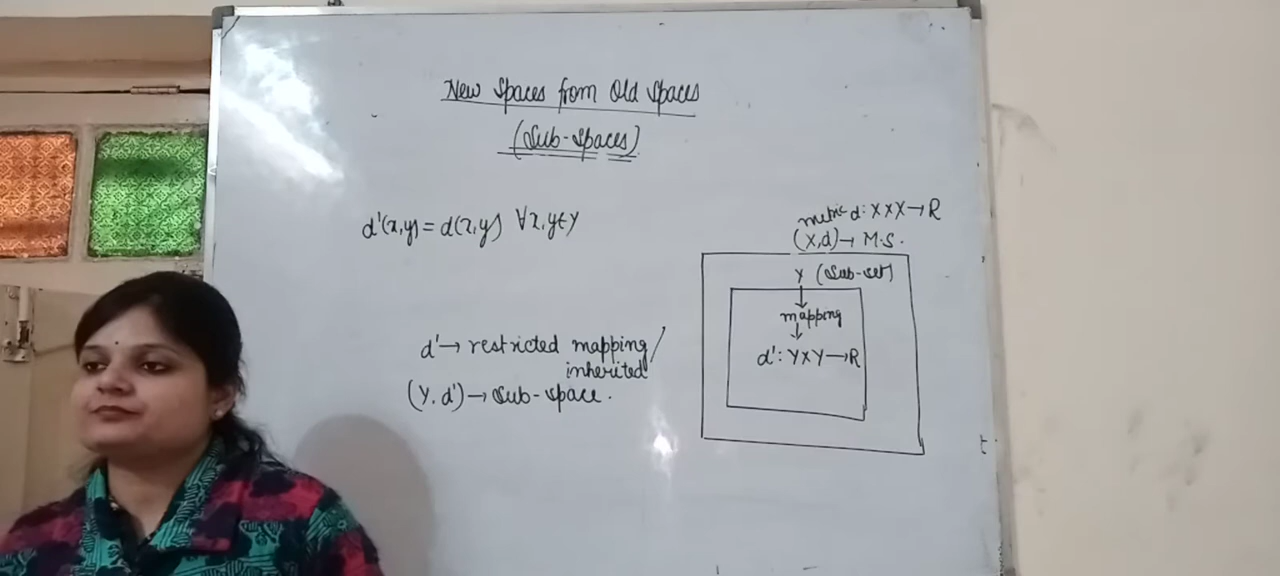 New Spaces from Old Spaces
(Sub-Spaces)
d'(x,y) = d(x,y) ∀x,y∈Y
d' → restricted mapping/
inherited
(Y, d') → Sub-space.
metric d: X×X→R
(X,d) → M.S.
Y (Sub-set)
mapping
d': Y×Y→R